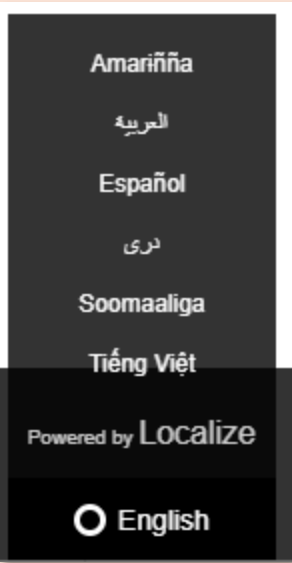 Amariñña
العربية
Español
دری
Soomaaliga
Tiếng Việt
Powered by Localize
English